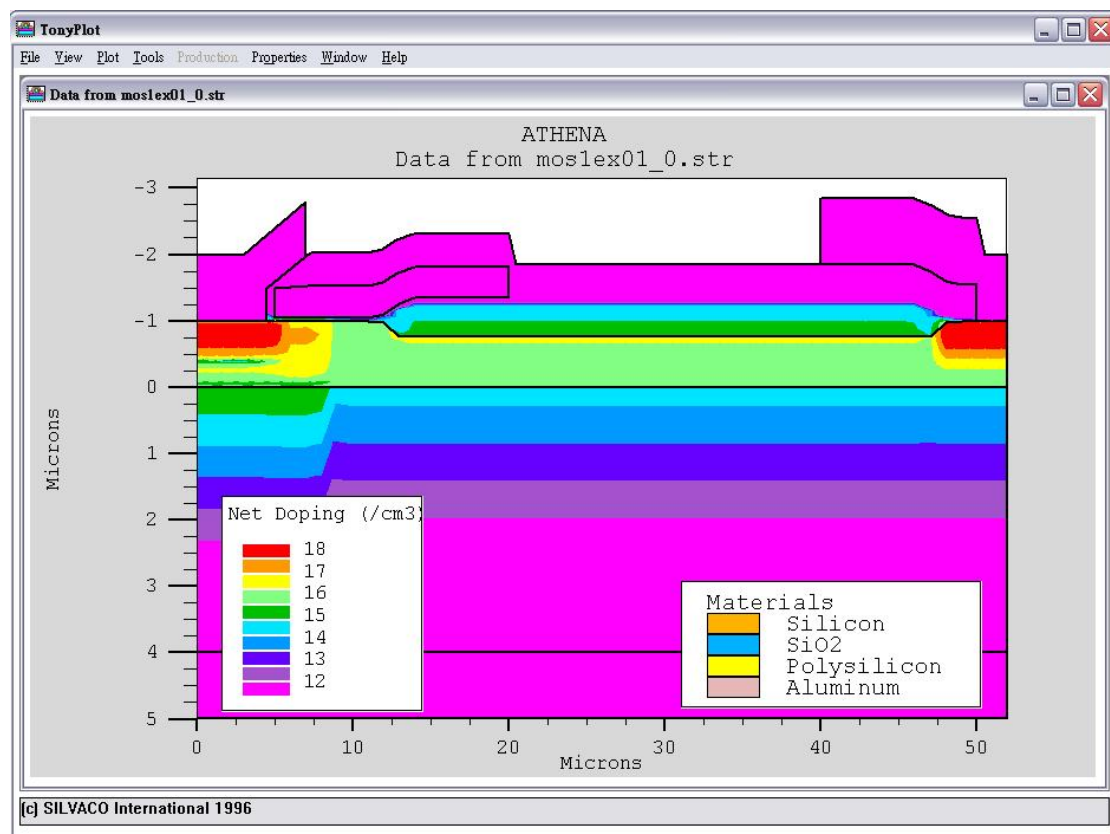 TonyPlot
File View Plot Tools Production Properties Window Help
Data from mos1ex01_0.str
ATHENA
Data from mos1ex01_0.str
-3
-2
-1
0
1
2
3
4
5
Microns
Net Doping (/cm3)
18
17
16
15
14
13
12
Materials
Silicon
SiO2
Polysilicon
Aluminum
0 10 20 30 40 50
Microns
(c) SILVACO International 1996